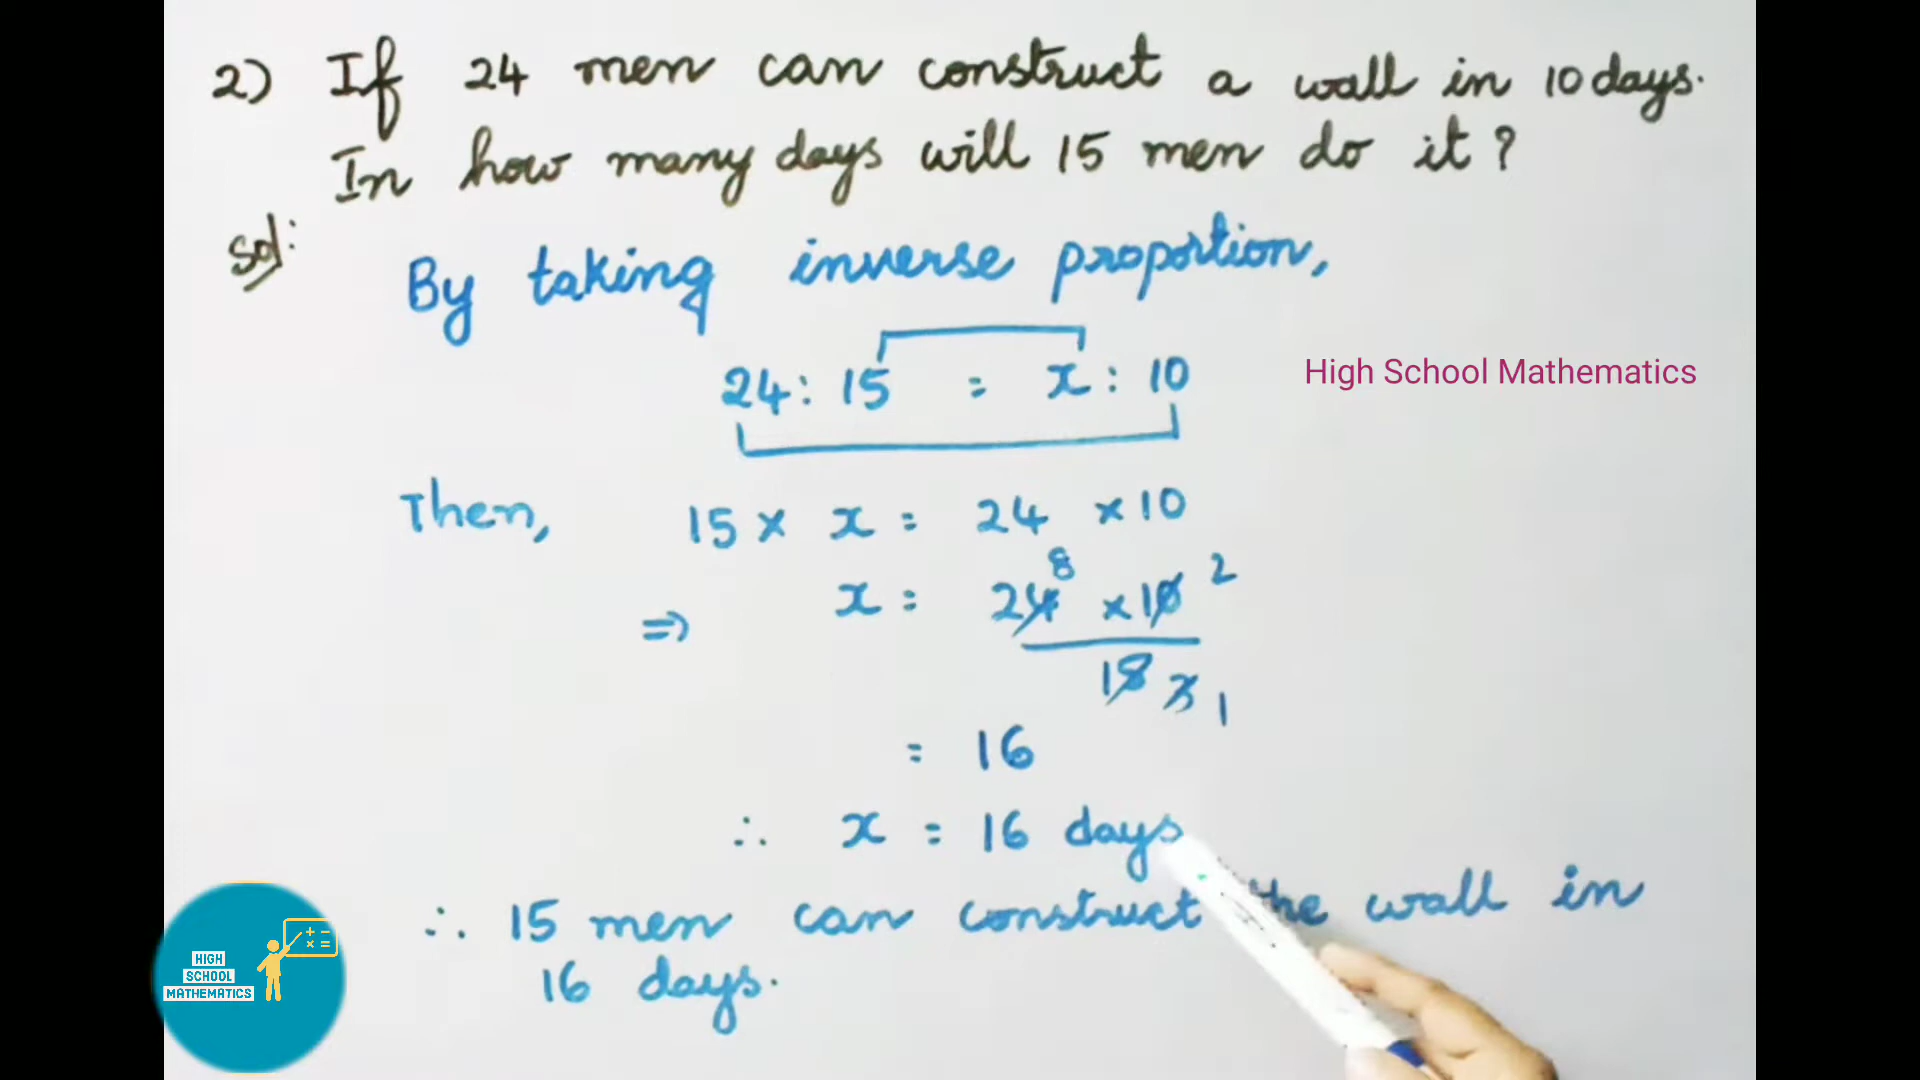 2) If 24 men can construct a wall in 10 days.
In how many days will 15 men do it?
Sol:
By taking inverse proportion,
24 : 15 = x : 10
High School Mathematics
Then, 15 × x = 24 × 10
8 2
⇒ x = 24 × 10
15 3 1
= 16
∴ x = 16 days
∴ 15 men can construct the wall in
16 days.
HIGH
SCHOOL
MATHEMATICS
+ −
× =